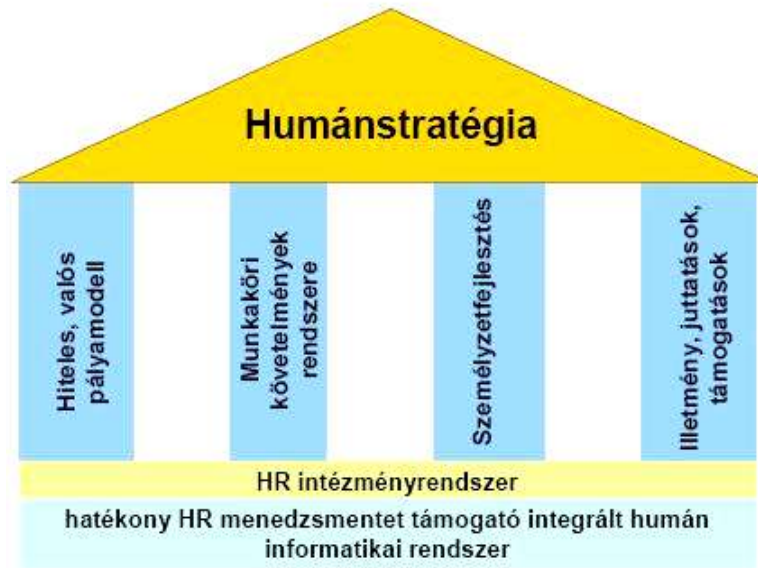 Humánstratégia
Hiteles, valós
pályamodell
Munkaköri
követelmények
rendszere
Személyzetfejlesztés
Illetmény, juttatások,
támogatások
HR intézményrendszer
hatékony HR menedzsmentet támogató integrált humán
informatikai rendszer